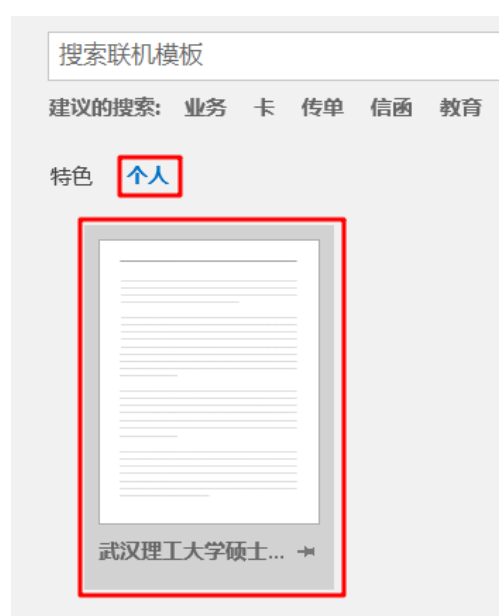 搜索联机模板
建议的搜索: 业务 卡 传单 信函 教育
特色 个人
武汉理工大学硕士...